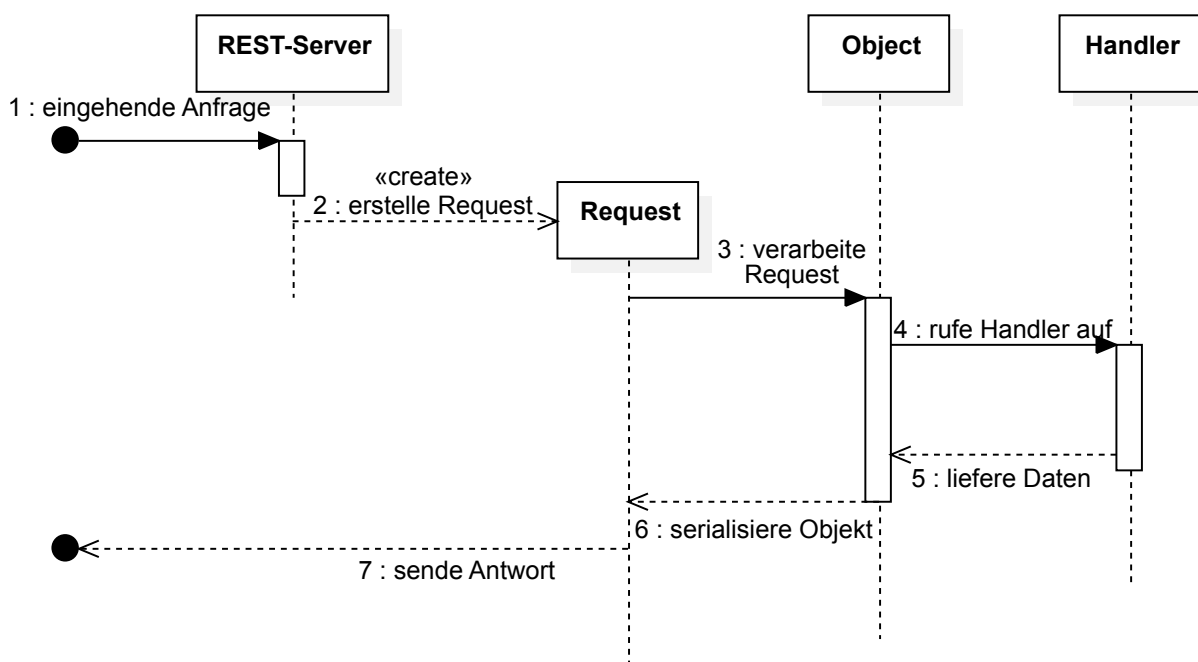 REST-Server
Object
Handler
1 : eingehende Anfrage
«create»
2 : erstelle Request
Request
3 : verarbeite
Request
4 : rufe Handler auf
5 : liefere Daten
6 : serialisiere Objekt
7 : sende Antwort